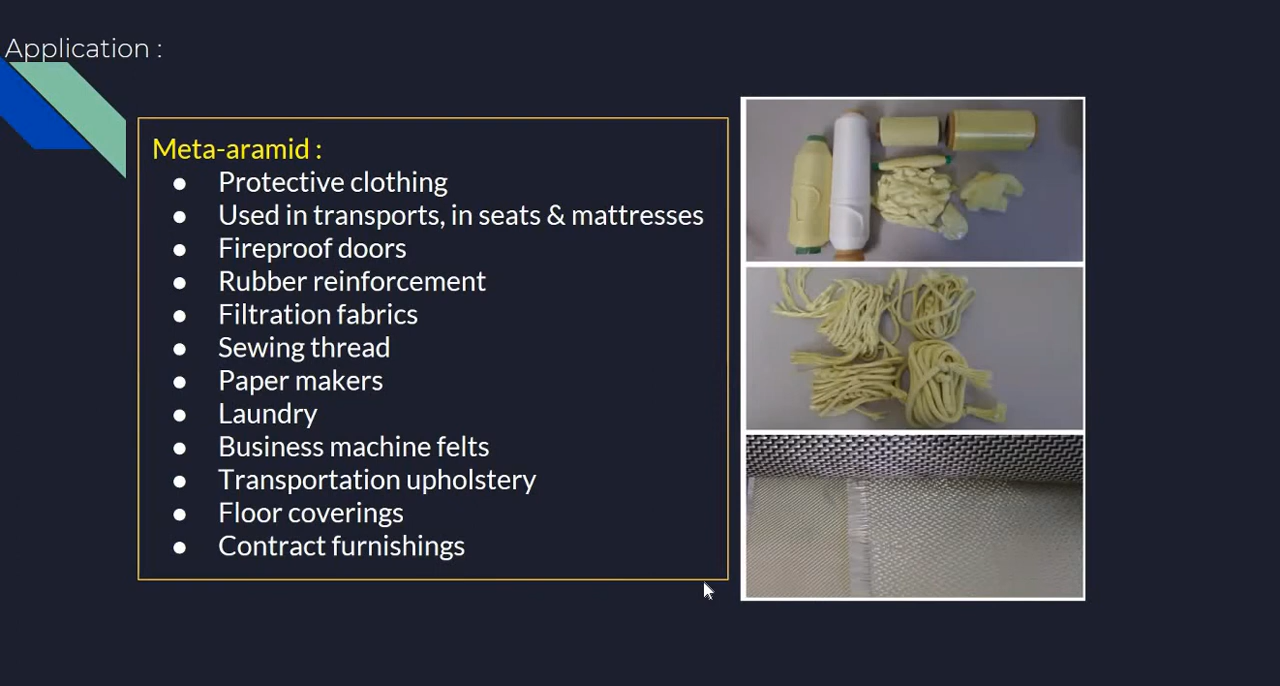 Application :
Meta-aramid :
● Protective clothing
● Used in transports, in seats & mattresses
● Fireproof doors
● Rubber reinforcement
● Filtration fabrics
● Sewing thread
● Paper makers
● Laundry
● Business machine felts
● Transportation upholstery
● Floor coverings
● Contract furnishings